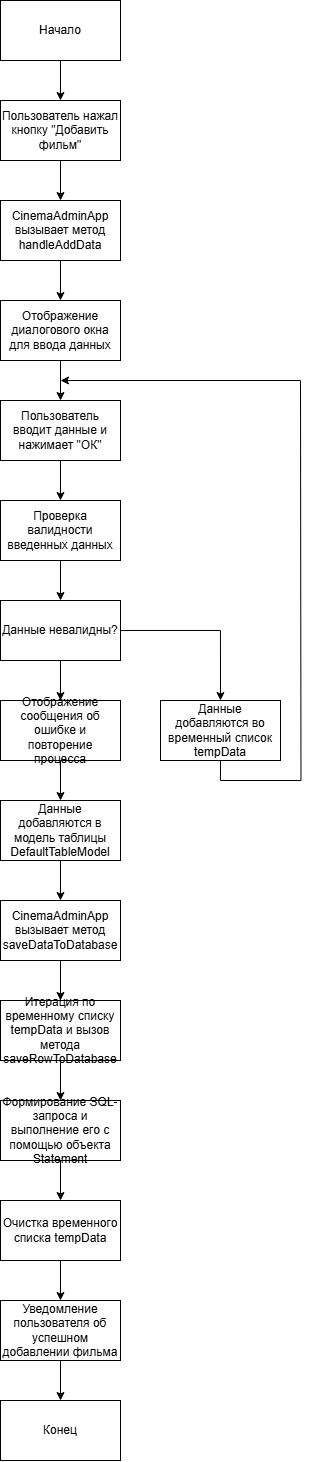 Начало
Пользователь нажал
кнопку "Добавить
фильм"
CinemaAdminApp
вызывает метод
handleAddData
Отображение
диалогового окна
для ввода данных
Пользователь
вводит данные и
нажимает "ОК"
Проверка
валидности
введенных данных
Данные невалидны?
Отображение
сообщения об
ошибке и
повторение
процесса
Данные
добавляются во
временный список
tempData
Данные
добавляются в
модель таблицы
DefaultTableModel
CinemaAdminApp
вызывает метод
saveDataToDatabase
Итерация по
временному списку
tempData и вызов
метода
saveRowToDatabase
Формирование SQL-
запроса и
выполнение его с
помощью объекта
Statement
Очистка временного
списка tempData
Уведомление
пользователя об
успешном
добавлении фильма
Конец